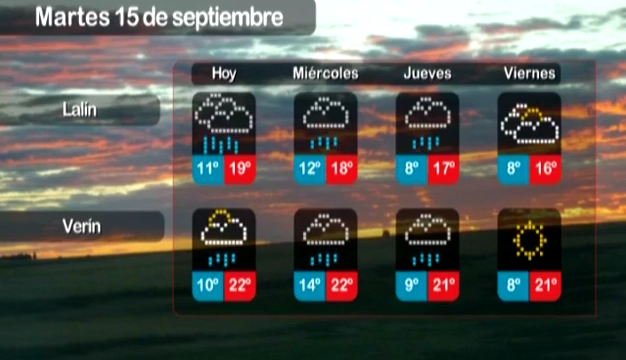 Martes 15 de septiembre
Hoy Miércoles Jueves Viernes
Lalín
11º 19º 12º 18º 8º 17º 8º 16º
Verín
10º 22º 14º 22º 9º 21º 8º 21º